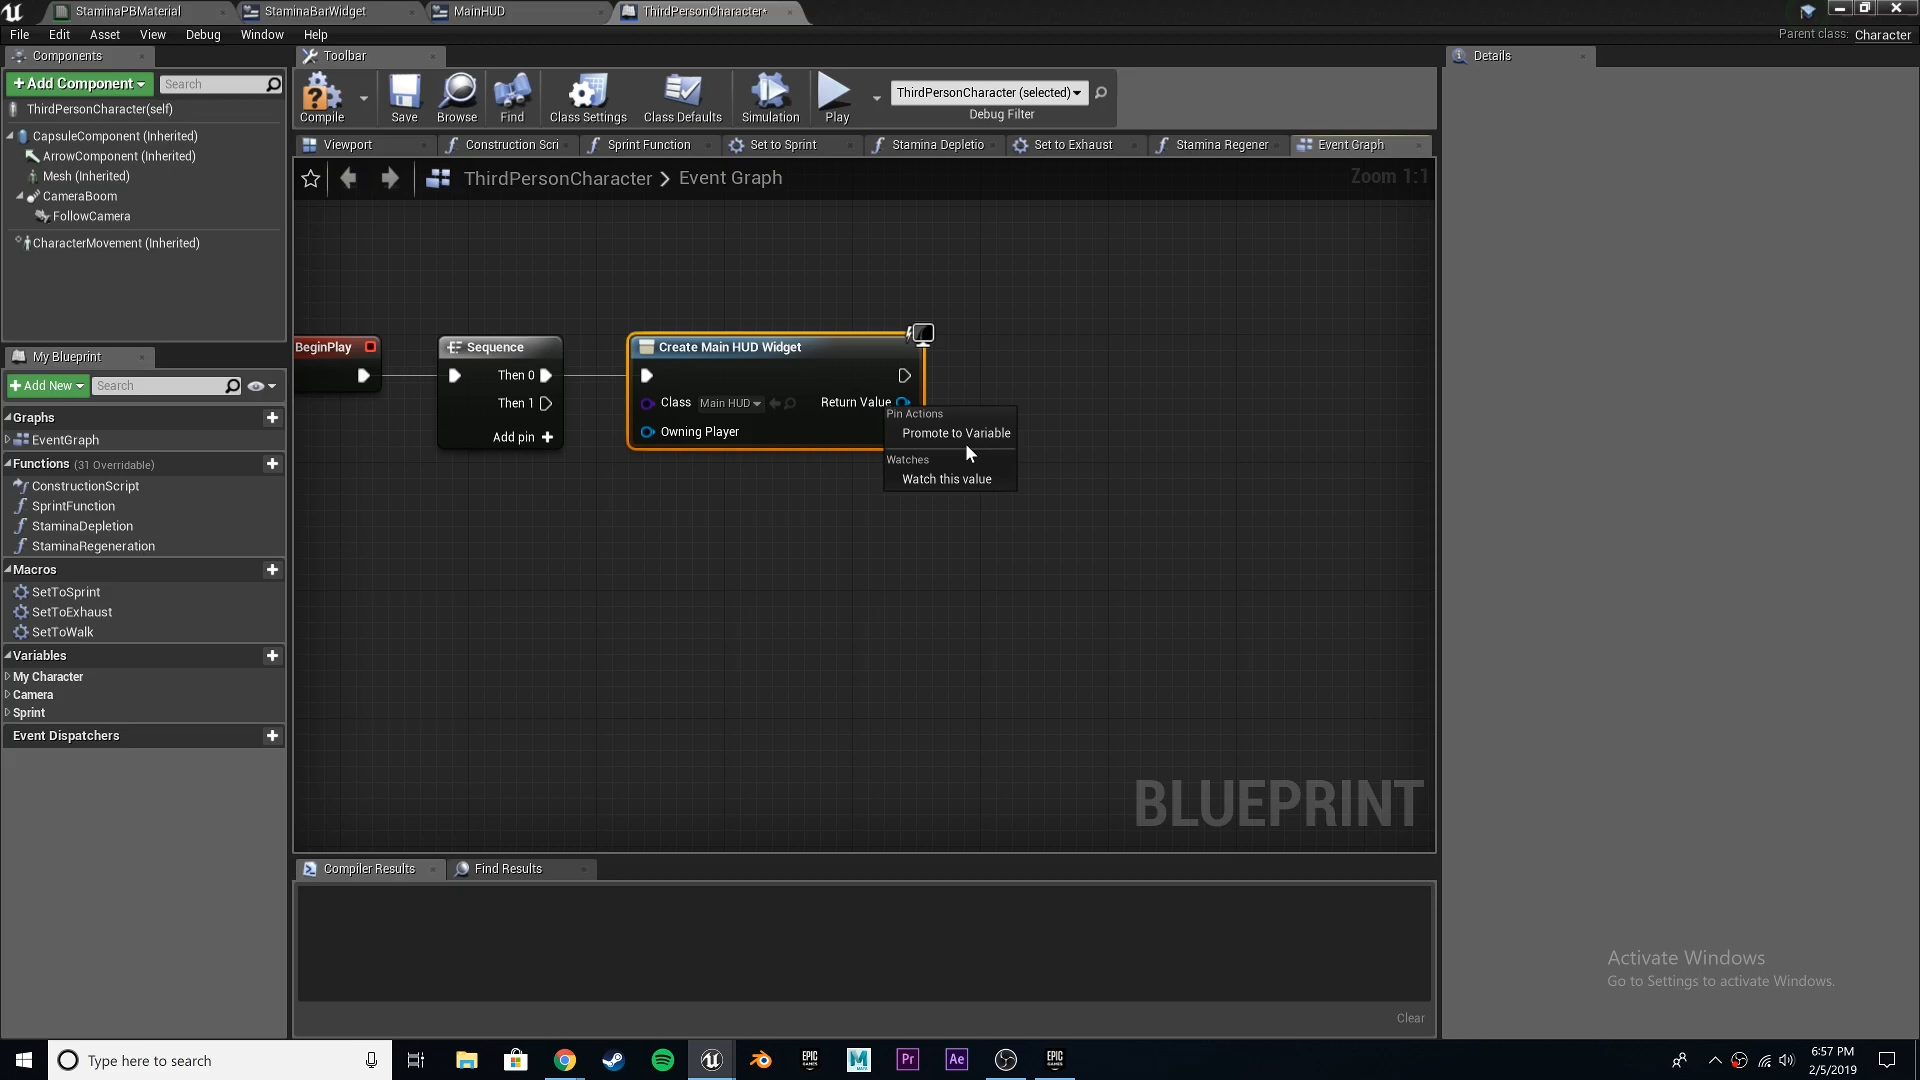 StaminaPBMaterial
StaminaBarWidget
MainHUD
ThirdPersonCharacter*
File Edit Asset View Debug Window Help
Parent class: Character
Components
Toolbar
Details
+Add Component
Search
ThirdPersonCharacter(self)
CapsuleComponent (Inherited)
ArrowComponent (Inherited)
Mesh (Inherited)
CameraBoom
FollowCamera
CharacterMovement (Inherited)
Compile
Save
Browse
Find
Class Settings
Class Defaults
Simulation
Play
ThirdPersonCharacter (selected)
Debug Filter
Viewport
Construction Scri
Sprint Function
Set to Sprint
Stamina Depletio
Set to Exhaust
Stamina Regener
Event Graph
ThirdPersonCharacter > Event Graph
Zoom 1:1
BeginPlay
Sequence
Then 0
Then 1
Add pin +
Create Main HUD Widget
Class Main HUD
Return Value
Owning Player
Pin Actions
Promote to Variable
Watches
Watch this value
BLUEPRINT
My Blueprint
+Add New
Search
Graphs
EventGraph
Functions (31 Overridable)
ConstructionScript
SprintFunction
StaminaDepletion
StaminaRegeneration
Macros
SetToSprint
SetToExhaust
SetToWalk
Variables
My Character
Camera
Sprint
Event Dispatchers
Compiler Results
Find Results
Clear
Activate Windows
Go to Settings to activate Windows.
Type here to search
EPIC GAMES
MAYA
Pr
Ae
EPIC GAMES
6:57 PM
2/5/2019